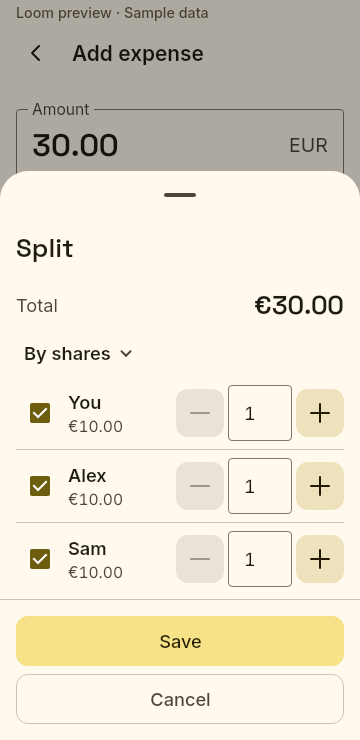 Loom preview · Sample data
Add expense
Amount
30.00 EUR
Split
Total €30.00
By shares
You
€10.00
1
Alex
€10.00
1
Sam
€10.00
1
Save
Cancel